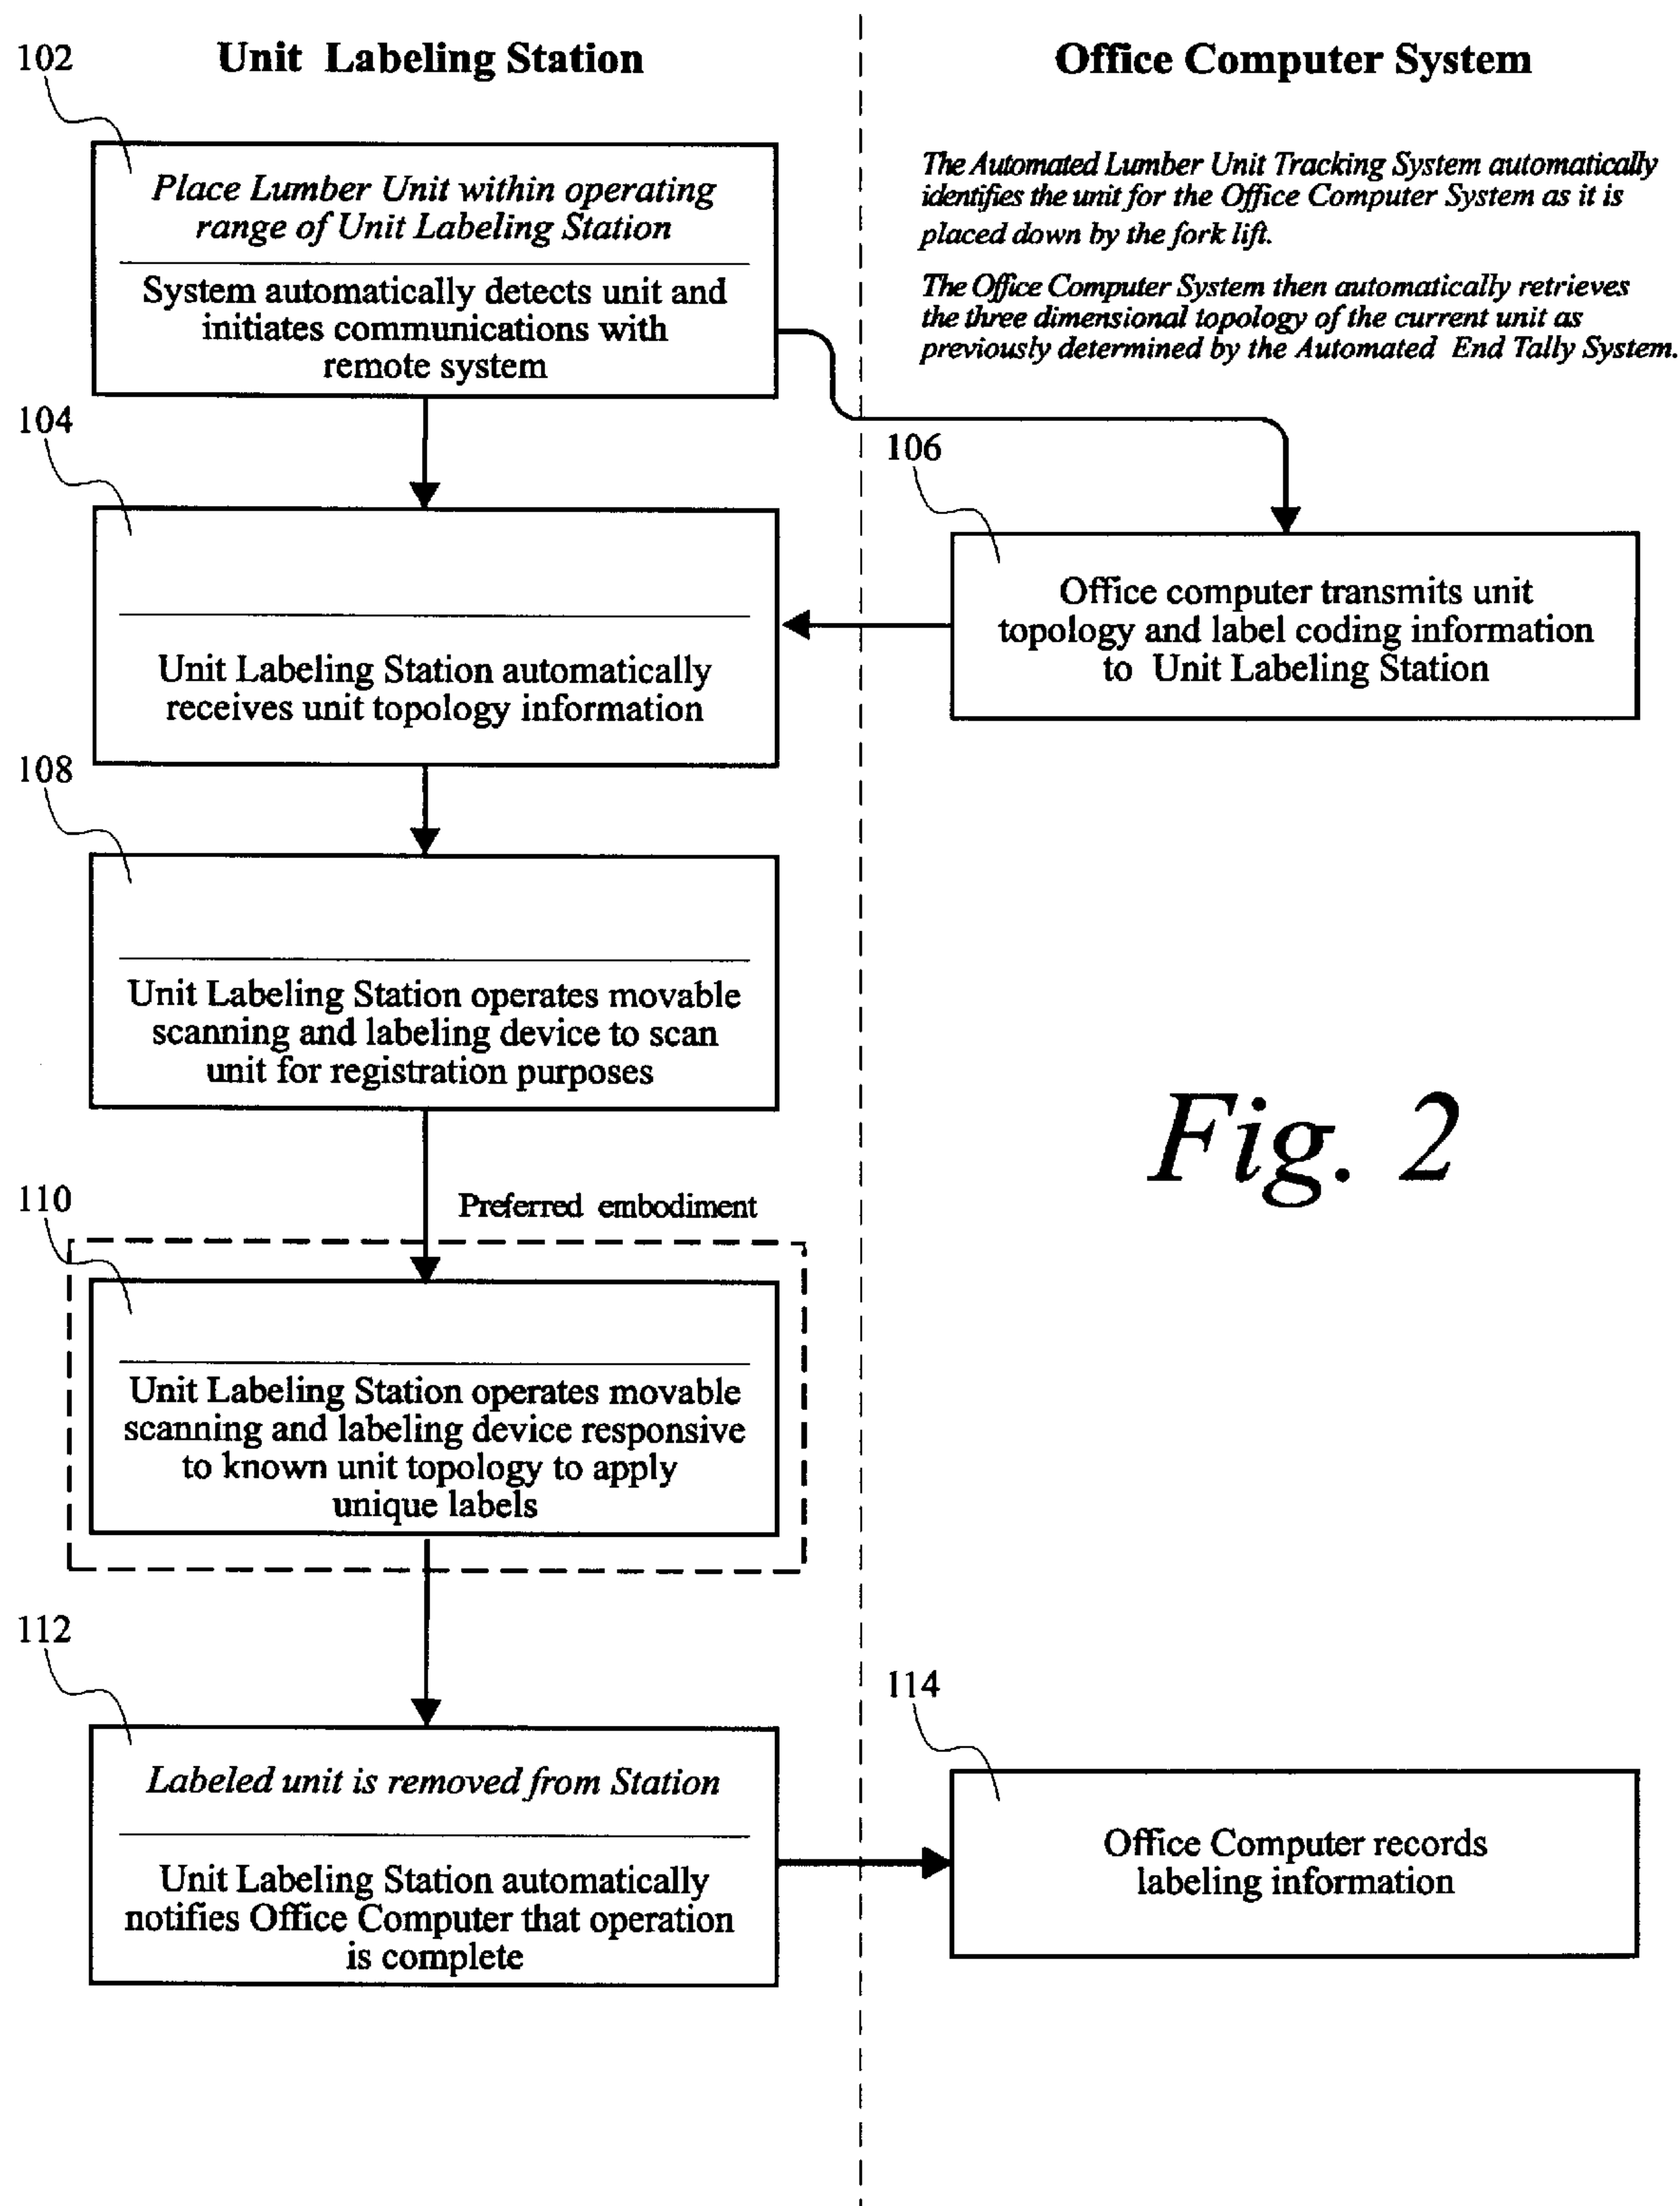 Unit Labeling Station
Office Computer System
102
Place Lumber Unit within operating
range of Unit Labeling Station
System automatically detects unit and
initiates communications with
remote system
The Automated Lumber Unit Tracking System automatically
identifies the unit for the Office Computer System as it is
placed down by the fork lift.
The Office Computer System then automatically retrieves
the three dimensional topology of the current unit as
previously determined by the Automated End Tally System.
104
Unit Labeling Station automatically
receives unit topology information
106
Office computer transmits unit
topology and label coding information
to Unit Labeling Station
108
Unit Labeling Station operates movable
scanning and labeling device to scan
unit for registration purposes
Fig. 2
110
Preferred embodiment
Unit Labeling Station operates movable
scanning and labeling device responsive
to known unit topology to apply
unique labels
112
Labeled unit is removed from Station
Unit Labeling Station automatically
notifies Office Computer that operation
is complete
114
Office Computer records
labeling information